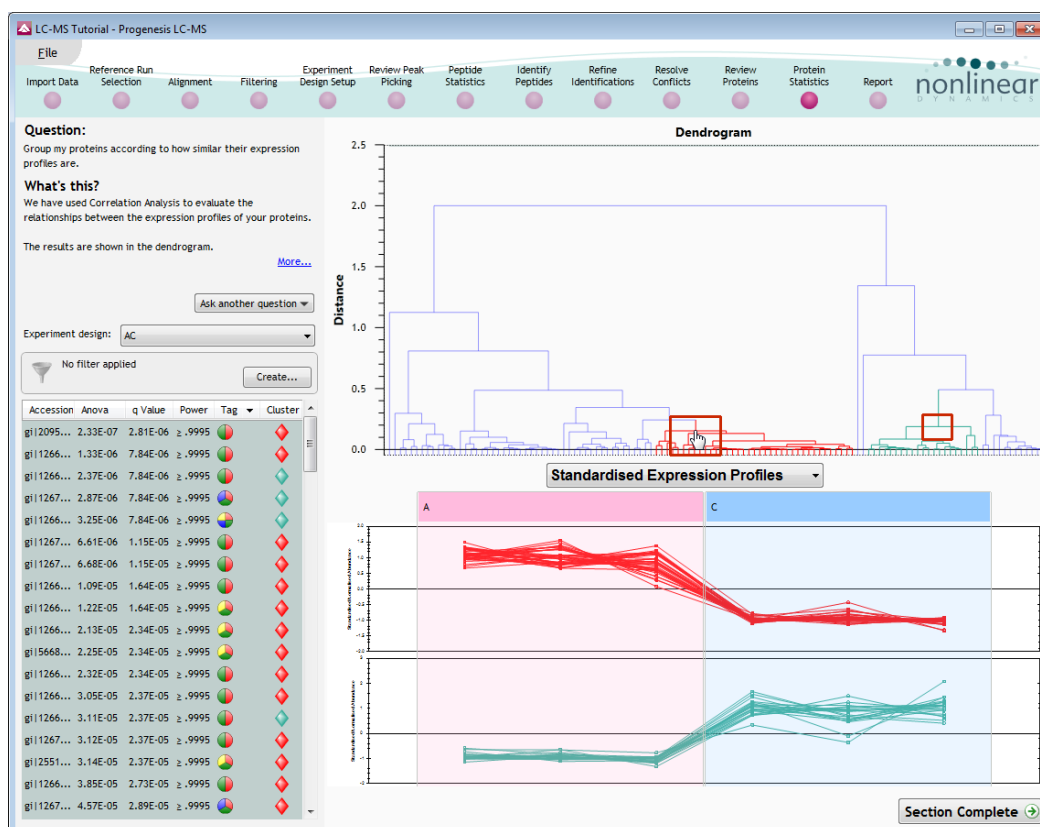 LC-MS Tutorial - Progenesis LC-MS
File
Import Data
Reference Run Selection
Alignment
Filtering
Experiment Design Setup
Review Peak Picking
Peptide Statistics
Identify Peptides
Refine Identifications
Resolve Conflicts
Review Proteins
Protein Statistics
Report
nonlinear
DYNAMICS
Question:
Group my proteins according to how similar their expression
profiles are.
What's this?
We have used Correlation Analysis to evaluate the
relationships between the expression profiles of your proteins.
The results are shown in the dendrogram.
More...
Ask another question
Experiment design: AC
No filter applied
Create...
Accession Anova q Value Power Tag Cluster
gi|2095... 2.33E-07 2.81E-06 ≥ .9995
gi|1266... 1.33E-06 7.84E-06 ≥ .9995
gi|1266... 2.37E-06 7.84E-06 ≥ .9995
gi|1267... 2.87E-06 7.84E-06 ≥ .9995
gi|1266... 3.25E-06 7.84E-06 ≥ .9995
gi|1267... 6.61E-06 1.15E-05 ≥ .9995
gi|1267... 6.68E-06 1.15E-05 ≥ .9995
gi|1266... 1.09E-05 1.64E-05 ≥ .9995
gi|1266... 1.22E-05 1.64E-05 ≥ .9995
gi|1266... 2.13E-05 2.34E-05 ≥ .9995
gi|5668... 2.25E-05 2.34E-05 ≥ .9995
gi|1266... 2.32E-05 2.34E-05 ≥ .9995
gi|1266... 3.05E-05 2.37E-05 ≥ .9995
gi|1266... 3.11E-05 2.37E-05 ≥ .9995
gi|1267... 3.12E-05 2.37E-05 ≥ .9995
gi|2551... 3.14E-05 2.37E-05 ≥ .9995
gi|1266... 3.85E-05 2.73E-05 ≥ .9995
gi|1267... 4.57E-05 2.89E-05 ≥ .9995
Dendrogram
Distance
2.5
2.0
1.5
1.0
0.5
0.0
Standardised Expression Profiles
A
C
Section Complete